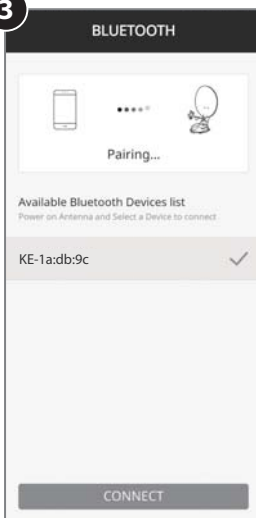 3
BLUETOOTH
Pairing...
Available Bluetooth Devices list
Power on Antenna and Select a Device to connect
KE-1a:db:9c
CONNECT